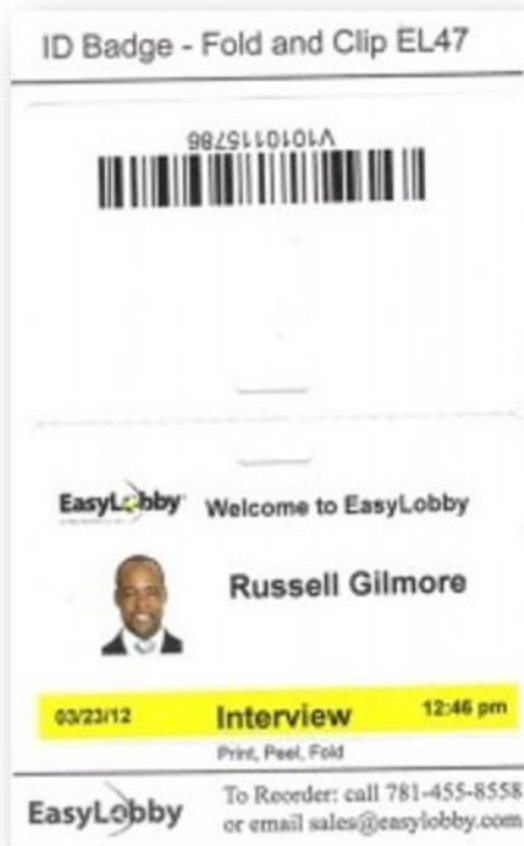 ID Badge - Fold and Clip EL47
V1010115786
EasyLobby Welcome to EasyLobby
Russell Gilmore
03/23/12 Interview 12:46 pm
Print, Peel, Fold
EasyLobby To Reorder: call 781-455-8558
or email sales@easylobby.com